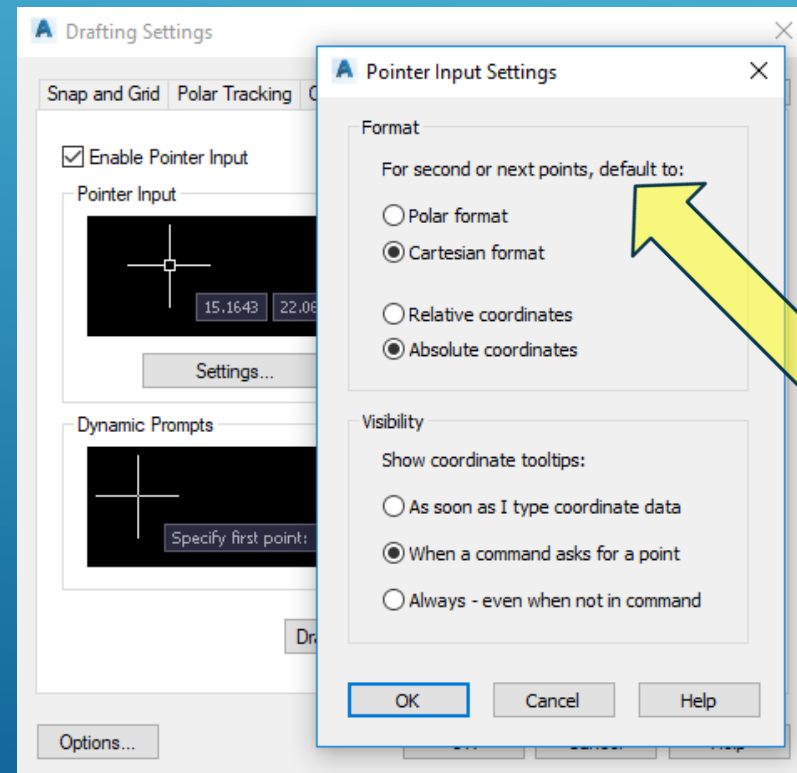 Drafting Settings
Snap and Grid
Polar Tracking
Enable Pointer Input
Pointer Input
15.1643
22.06
Settings...
Dynamic Prompts
Specify first point:
Options...
Pointer Input Settings
Format
For second or next points, default to:
Polar format
Cartesian format
Relative coordinates
Absolute coordinates
Visibility
Show coordinate tooltips:
As soon as I type coordinate data
When a command asks for a point
Always - even when not in command
OK
Cancel
Help